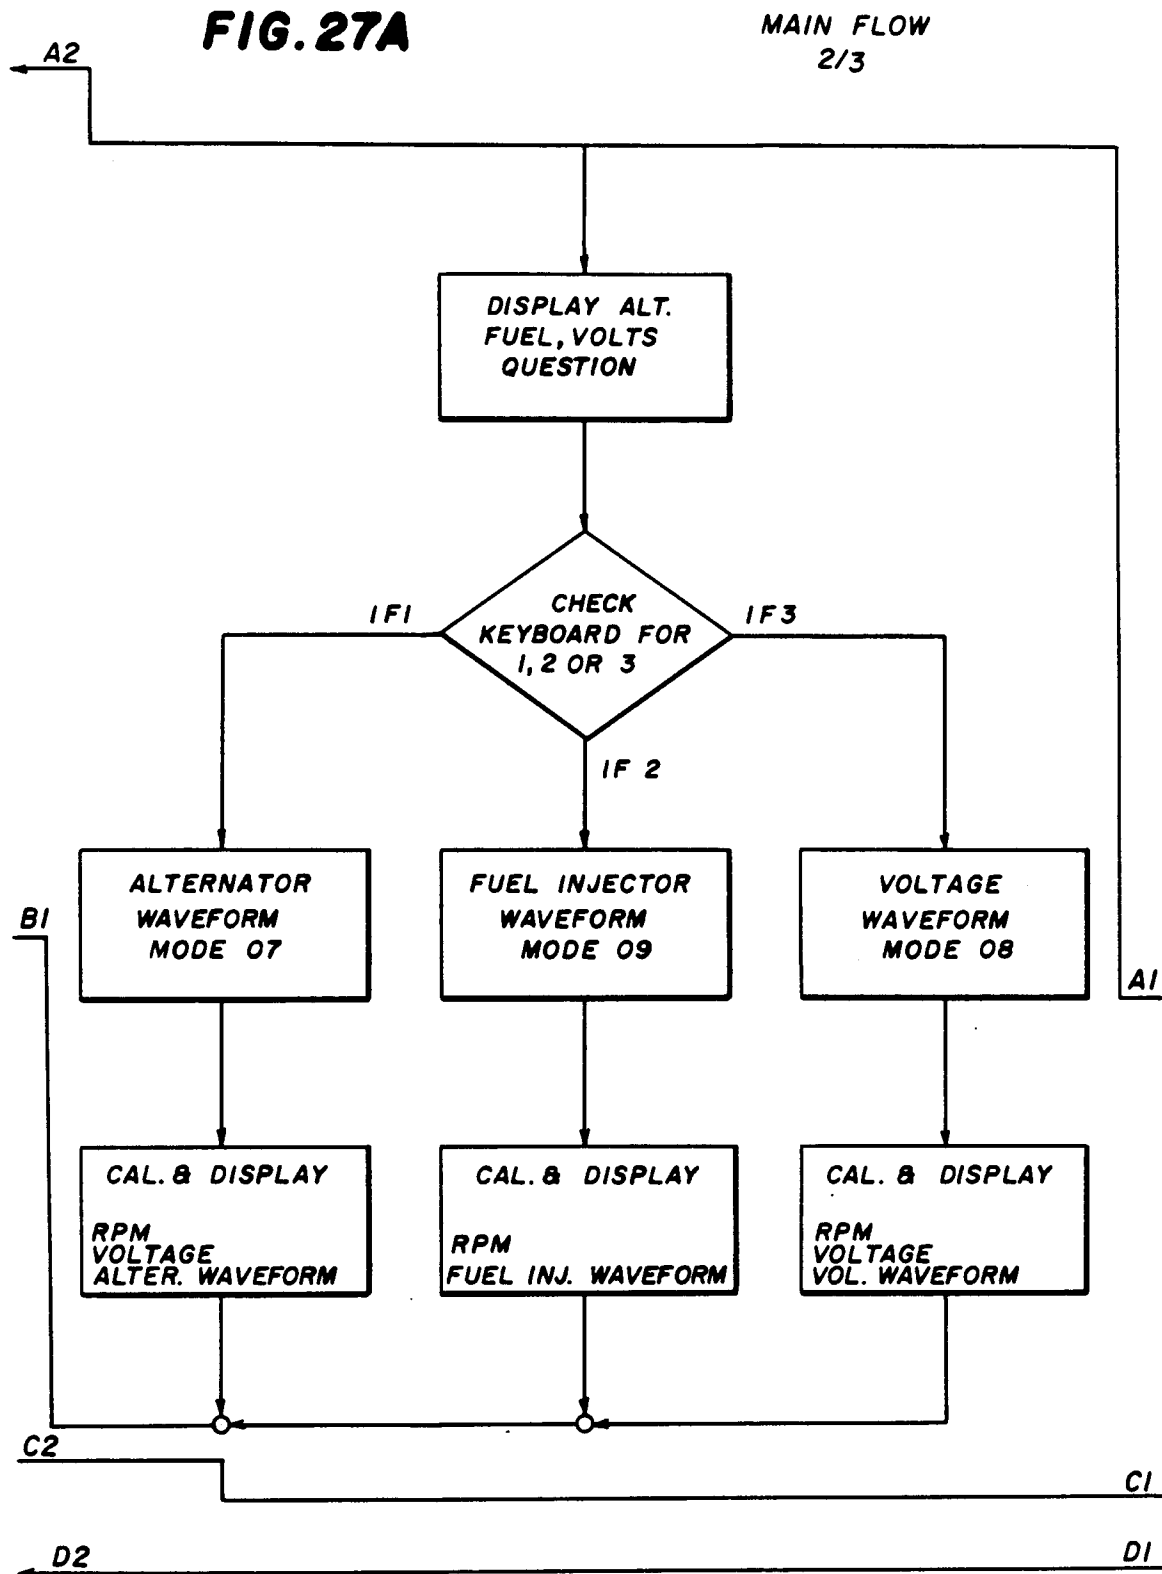 FIG. 27A
MAIN FLOW
2/3
A2
DISPLAY ALT.
FUEL, VOLTS
QUESTION
CHECK
KEYBOARD FOR
1, 2 OR 3
IF1
IF3
IF 2
ALTERNATOR
WAVEFORM
MODE 07
FUEL INJECTOR
WAVEFORM
MODE 09
VOLTAGE
WAVEFORM
MODE 08
B1
A1
CAL. & DISPLAY
RPM
VOLTAGE
ALTER. WAVEFORM
CAL. & DISPLAY
RPM
FUEL INJ. WAVEFORM
CAL. & DISPLAY
RPM
VOLTAGE
VOL. WAVEFORM
C2
C1
D2
D1